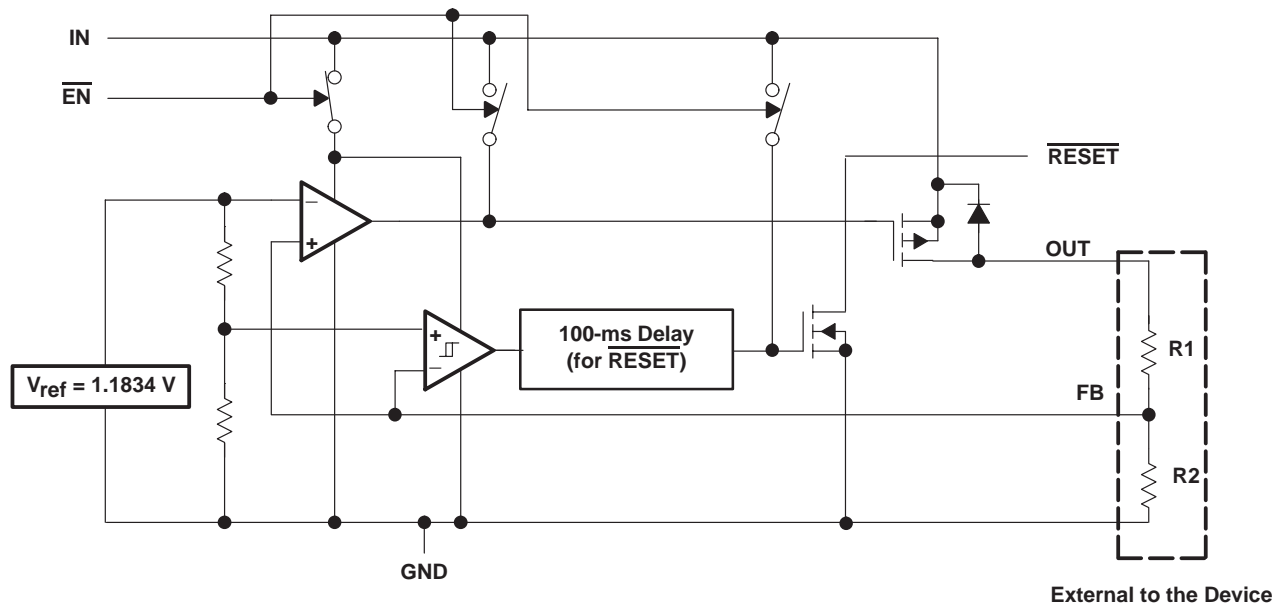 IN
EN
RESET
OUT
−
+
+
−
100-ms Delay
(for RESET)
R1
Vref = 1.1834 V
FB
R2
GND
External to the Device